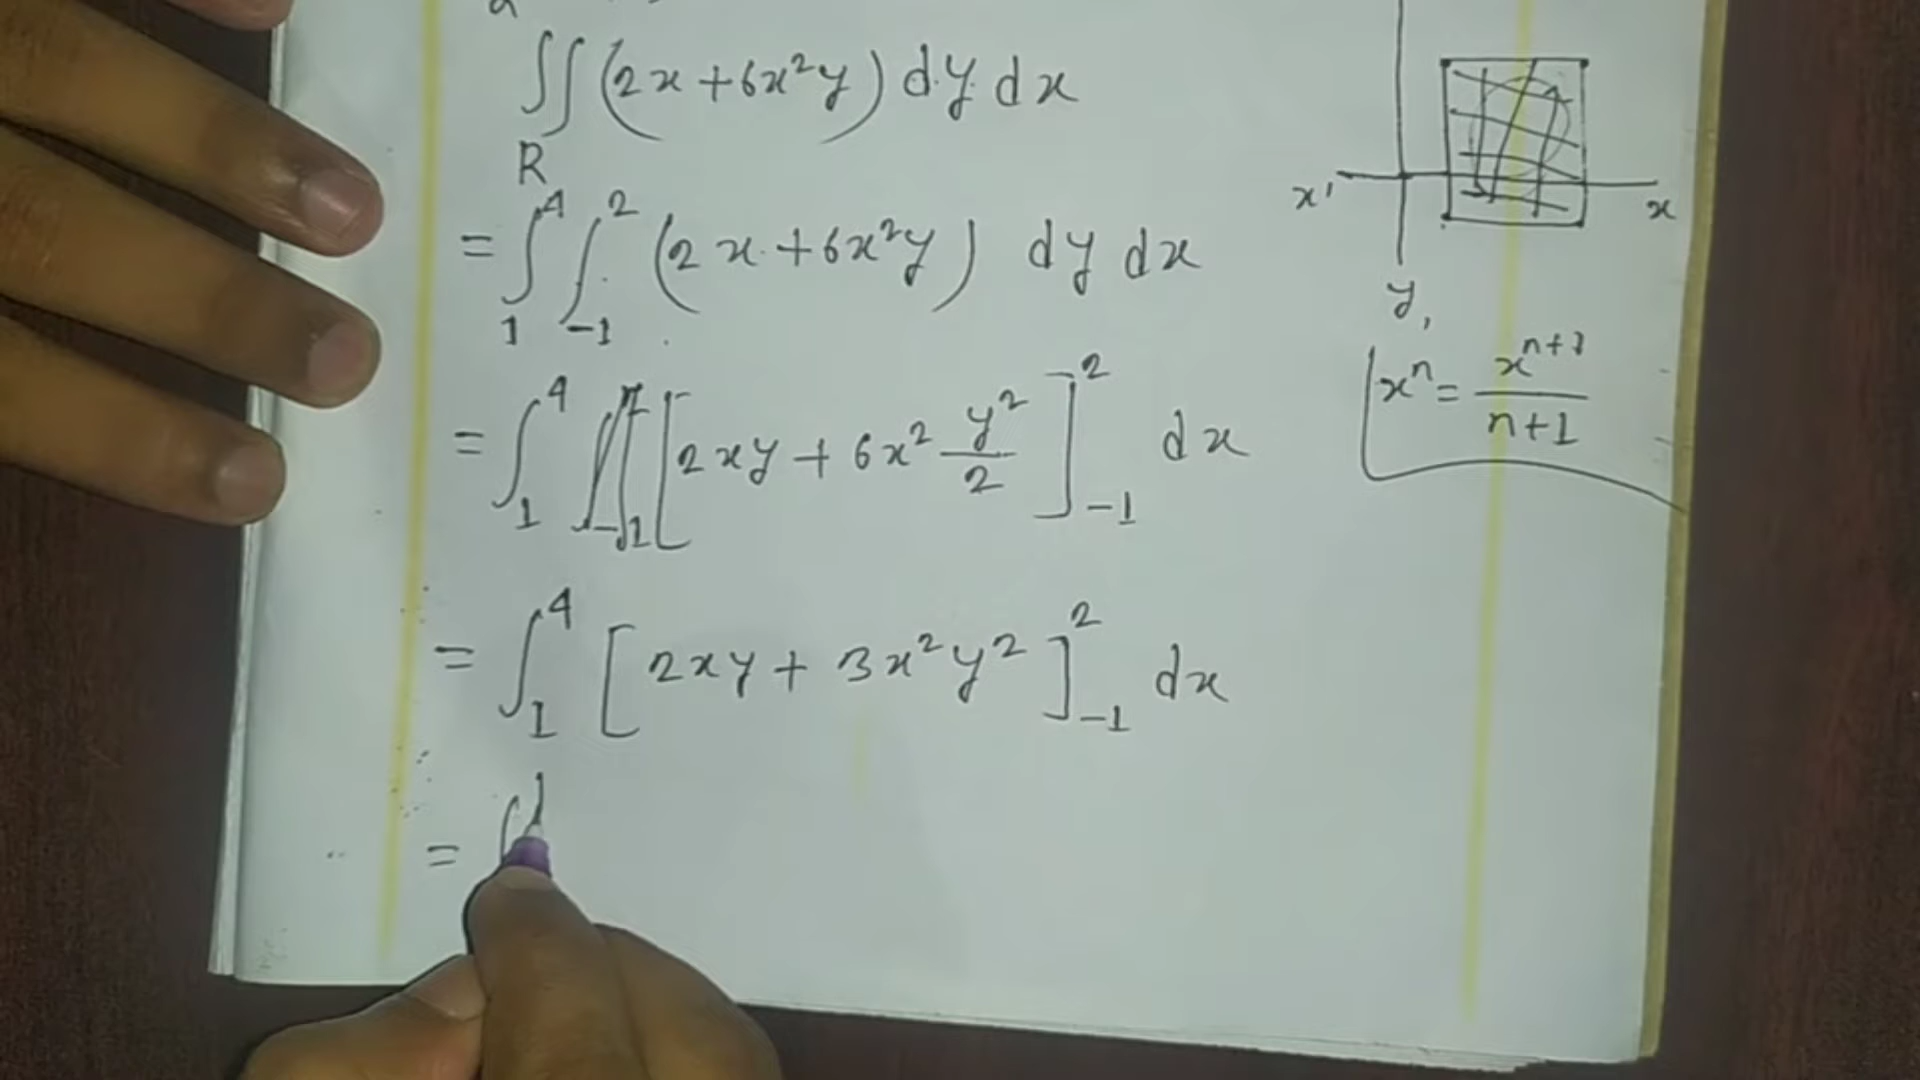 ∬_R (2x + 6x²y) dy dx
= ∫₁⁴ ∫₋₁² (2x + 6x²y) dy dx
x'
x
y,
= ∫₁⁴ [2xy + 6x² y²/2]₋₁² dx
xⁿ = xⁿ⁺¹/n+1
= ∫₁⁴ [2xy + 3x²y²]₋₁² dx
= ∫